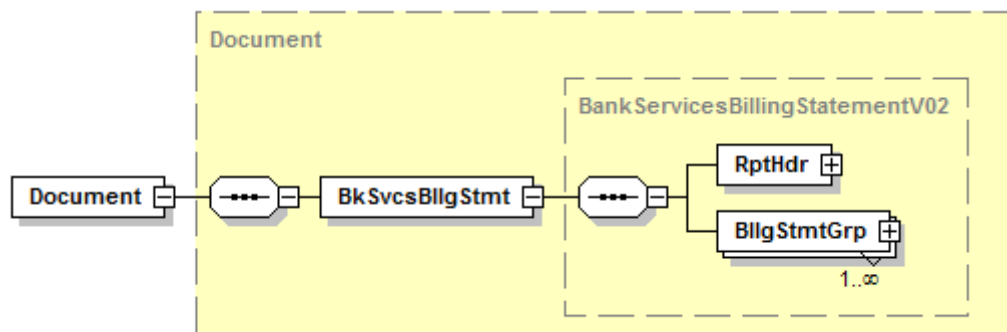 Document
BankServicesBillingStatementV02
RptHdr
Document
BkSvcsBllgStmt
BllgStmtGrp
1..∞